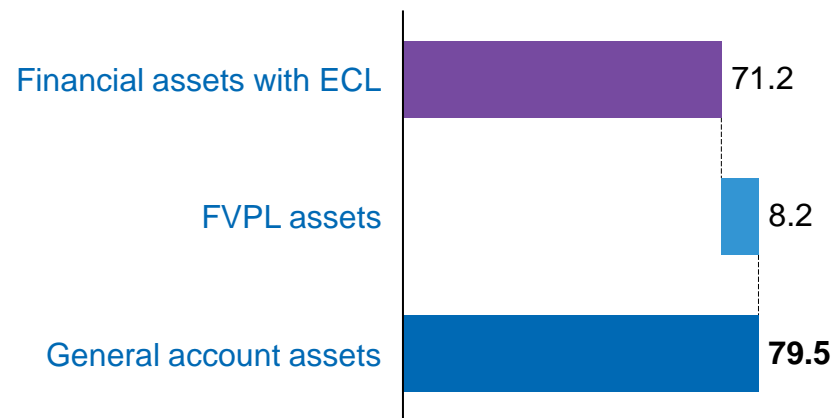 Financial assets with ECL 71.2
FVPL assets 8.2
General account assets 79.5